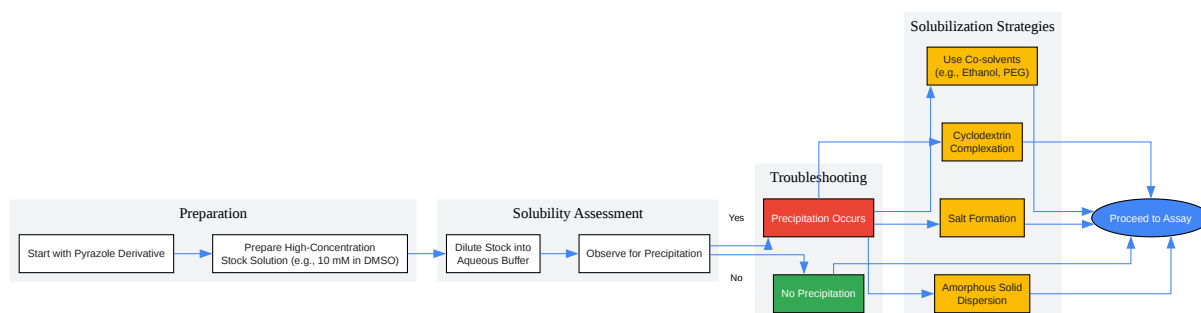 Solubilization Strategies
Use Co-solvents
(e.g., Ethanol, PEG)
Cyclodextrin
Complexation
Troubleshooting
Preparation
Solubility Assessment
Yes
Precipitation Occurs
Salt Formation
Proceed to Assay
Start with Pyrazole Derivative
Prepare High-Concentration
Stock Solution (e.g., 10 mM in DMSO)
Dilute Stock into
Aqueous Buffer
Observe for Precipitation
No
No Precipitation
Amorphous Solid
Dispersion